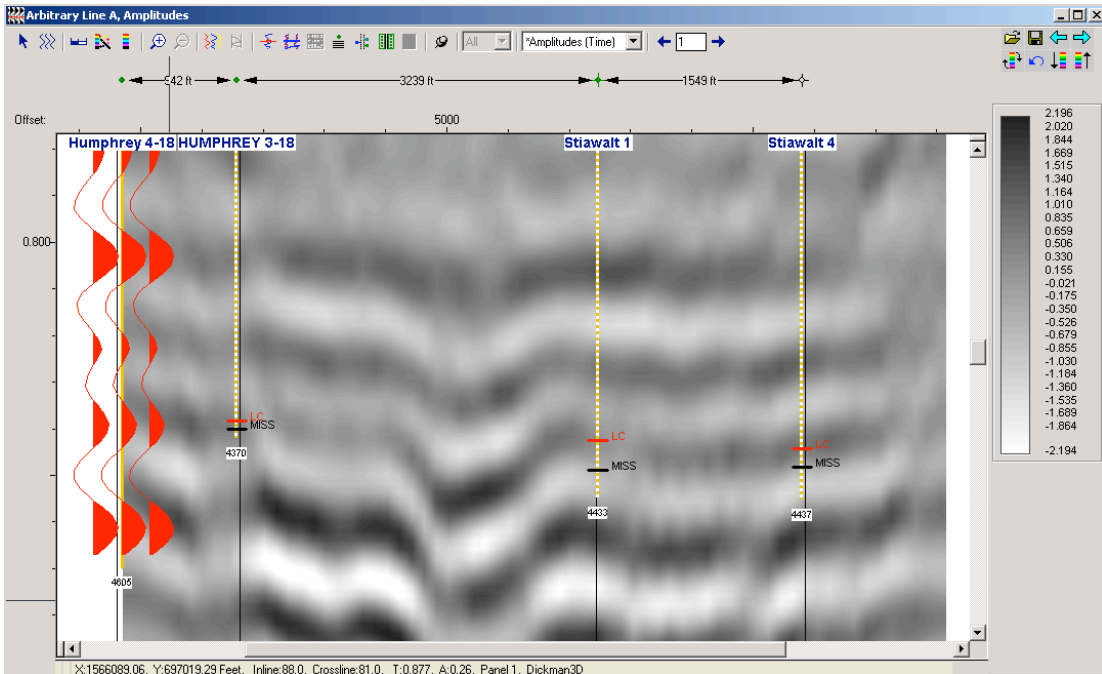 Arbitrary Line A, Amplitudes
All
*Amplitudes (Time)
1
942 ft
3239 ft
1549 ft
Offset:
5000
Humphrey 4-18
HUMPHREY 3-18
Stiawalt 1
Stiawalt 4
0.800
LC
MISS
4370
LC
MISS
4433
LC
MISS
4437
4605
2.196
2.020
1.844
1.669
1.515
1.340
1.164
1.010
0.835
0.659
0.506
0.330
0.155
-0.021
-0.175
-0.350
-0.526
-0.679
-0.855
-1.030
-1.184
-1.360
-1.535
-1.689
-1.864
-2.194
X:1566089.06, Y:697019.29 Feet, Inline:88.0, Crossline:81.0, T:0.877, A:0.26, Panel 1, Dickman3D